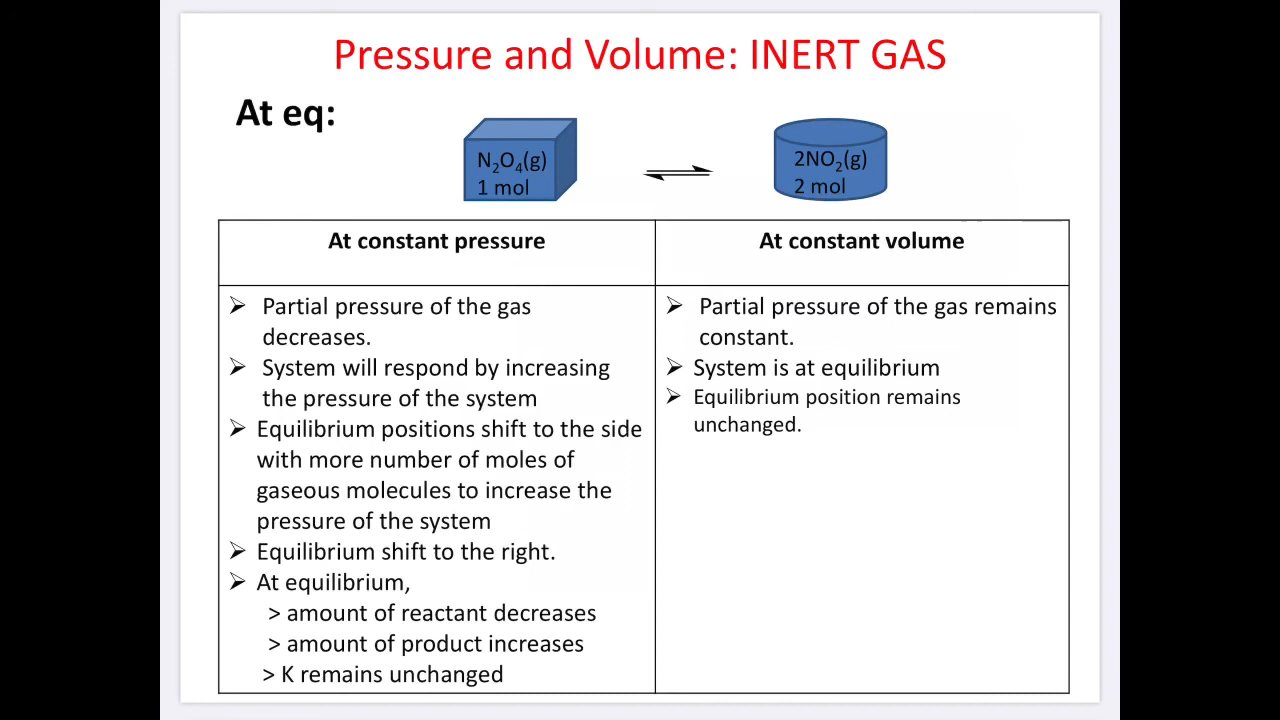 Pressure and Volume: INERT GAS
At eq:
N₂O₄(g)
1 mol
2NO₂(g)
2 mol
At constant pressure
➢ Partial pressure of the gas
decreases.
➢ System will respond by increasing
the pressure of the system
➢ Equilibrium positions shift to the side
with more number of moles of
gaseous molecules to increase the
pressure of the system
➢ Equilibrium shift to the right.
➢ At equilibrium,
> amount of reactant decreases
> amount of product increases
> K remains unchanged
At constant volume
➢ Partial pressure of the gas remains
constant.
➢ System is at equilibrium
➢ Equilibrium position remains
unchanged.